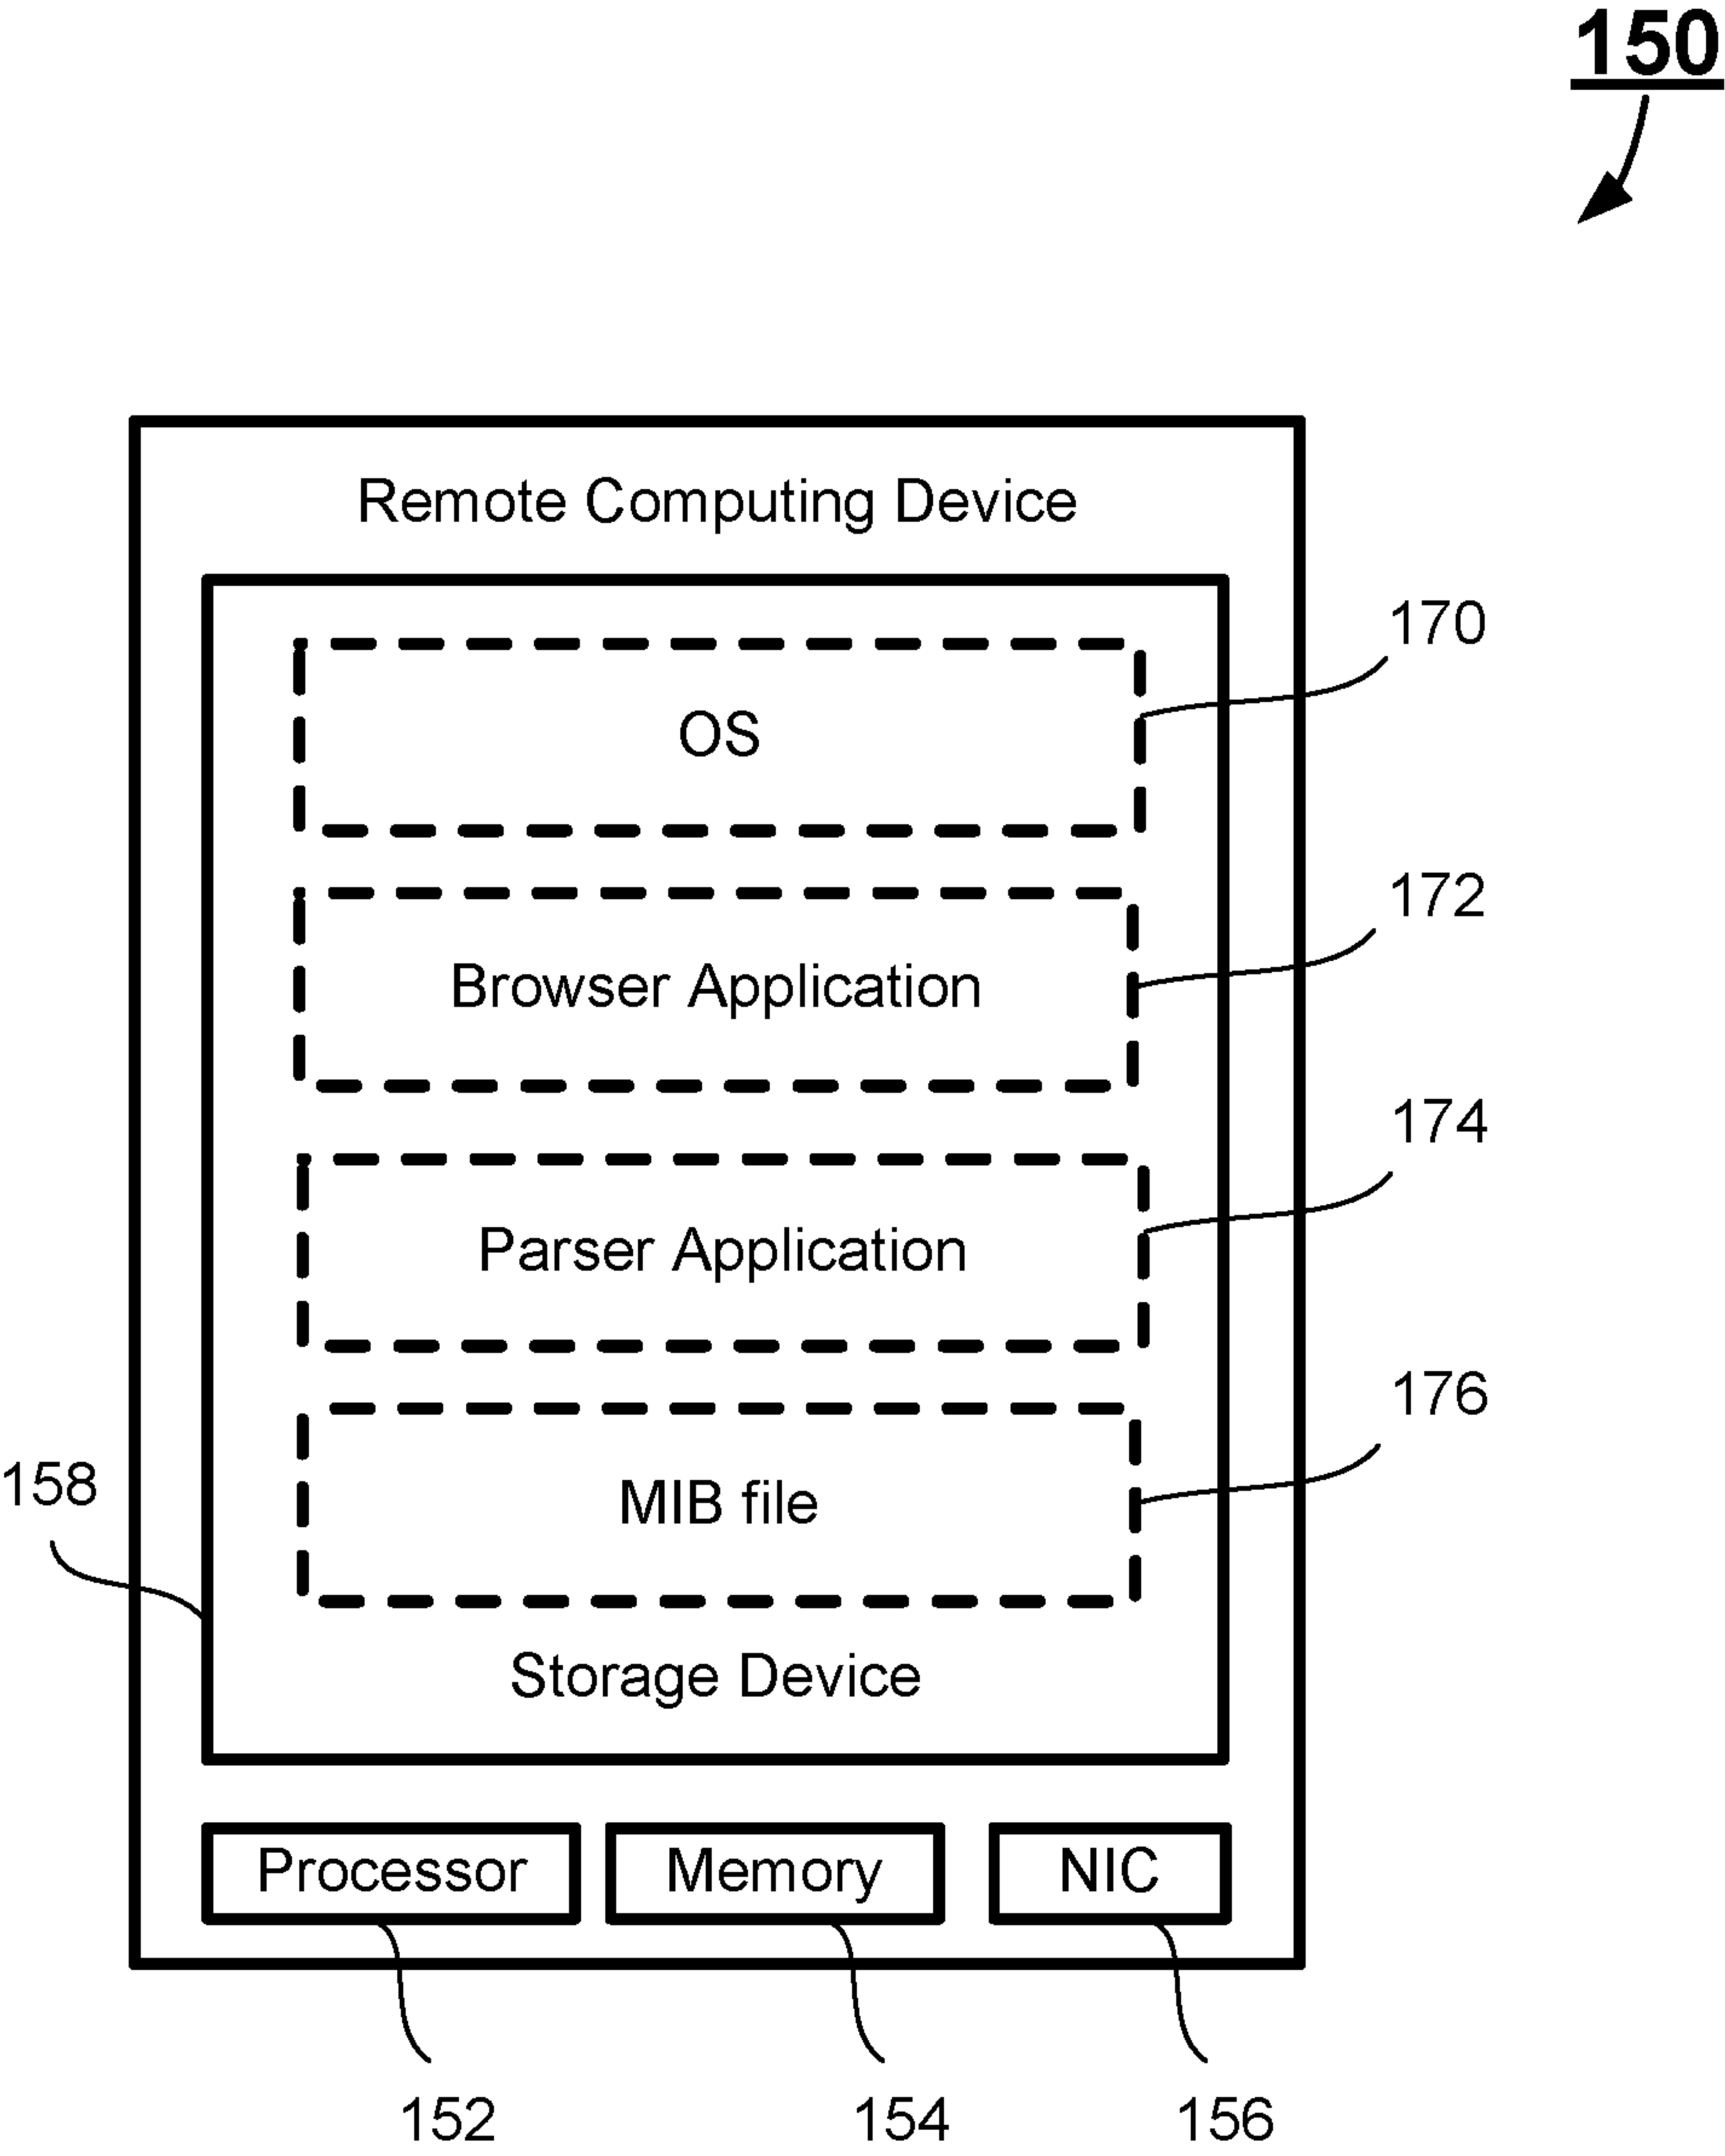 150
Remote Computing Device
170
OS
172
Browser Application
174
Parser Application
176
MIB file
158
Storage Device
Processor
Memory
NIC
152
154
156